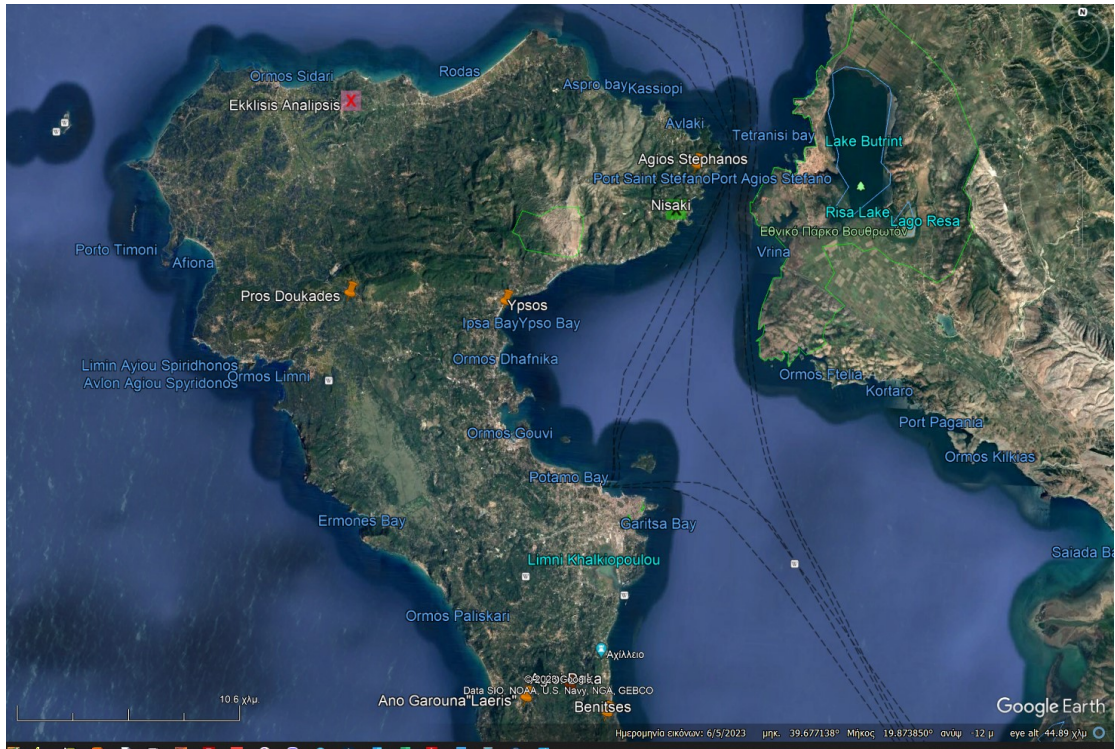 N
Ormos Sidari
Rodas
Aspro bay
Kassiopi
Ekklisis Analipsis
X
Avlaki
Tetranisi bay
Lake Butrint
Agios Stephanos
Port Saint Stefano
Port Agios Stefano
Nisaki
Risa Lake
Lago Resa
Εθνικό Πάρκο Βουθρωτού
Porto Timoni
Afiona
Vrina
Pros Doukades
Ypsos
Ipsa Bay
Ypso Bay
Ormos Dhafnika
Limin Ayiou Spiridhonos
Avlon Agiou Spyridonos
Ormos Limni
Ormos Ftelia
Kortaro
Port Pagania
Ormos Gouvi
Ormos Kilkias
Potamo Bay
Ermones Bay
Garitsa Bay
Limni Khalkiopoulou
Saiada Ba
Ormos Paliskari
Αχίλλειο
©2023 Google
Data SIO, NOAA, U.S. Navy, NGA, GEBCO
Ano Garouna"Laeris"
Benitses
10.6 χλμ.
Google Earth
Ημερομηνία εικόνων: 6/5/2023 μηκ. 39.677138° Μήκος 19.873850° ανύψ -12 μ eye alt 44.89 χλμ